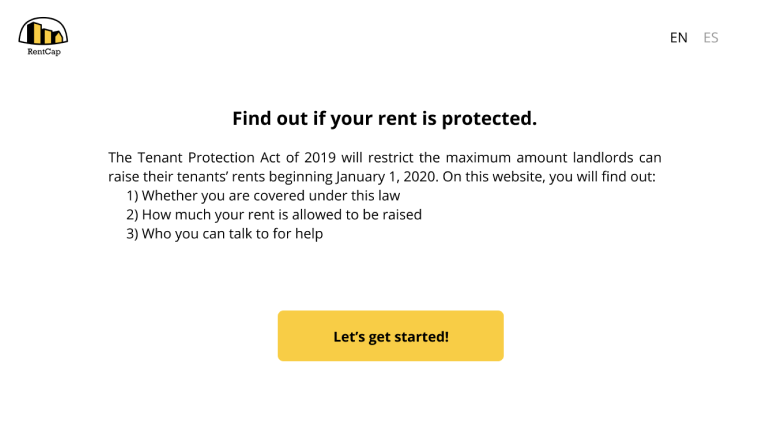 RentCap
EN ES
Find out if your rent is protected.
The Tenant Protection Act of 2019 will restrict the maximum amount landlords can
raise their tenants’ rents beginning January 1, 2020. On this website, you will find out:
1) Whether you are covered under this law
2) How much your rent is allowed to be raised
3) Who you can talk to for help
Let’s get started!